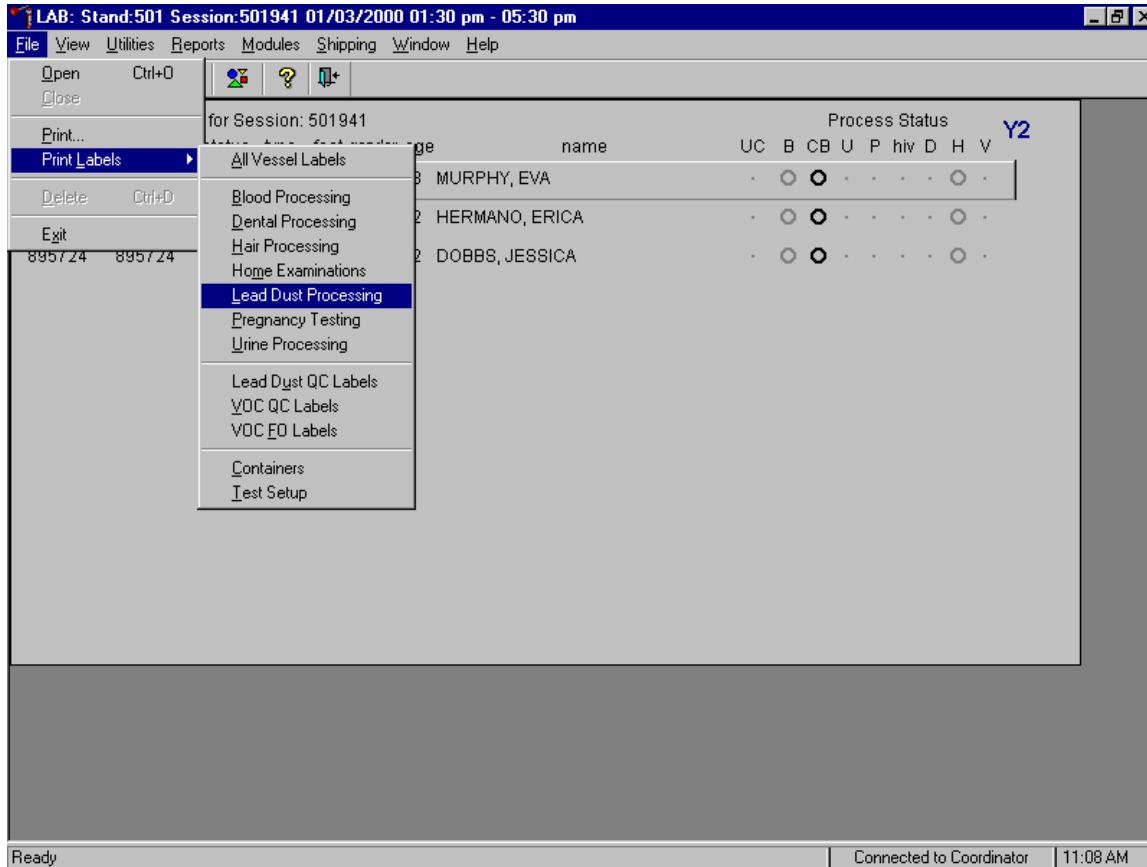 LAB: Stand:501 Session:501941 01/03/2000 01:30 pm - 05:30 pm
File View Utilities Reports Modules Shipping Window Help
Open Ctrl+O
Close
Print...
Print Labels
Delete Ctrl+D
Exit
All Vessel Labels
Blood Processing
Dental Processing
Hair Processing
Home Examinations
Lead Dust Processing
Pregnancy Testing
Urine Processing
Lead Dust QC Labels
VOC QC Labels
VOC FO Labels
Containers
Test Setup
for Session: 501941 Process Status Y2
name UC B CB U P hiv D H V
MURPHY, EVA
HERMANO, ERICA
895724 895724 DOBBS, JESSICA
Ready Connected to Coordinator 11:08 AM